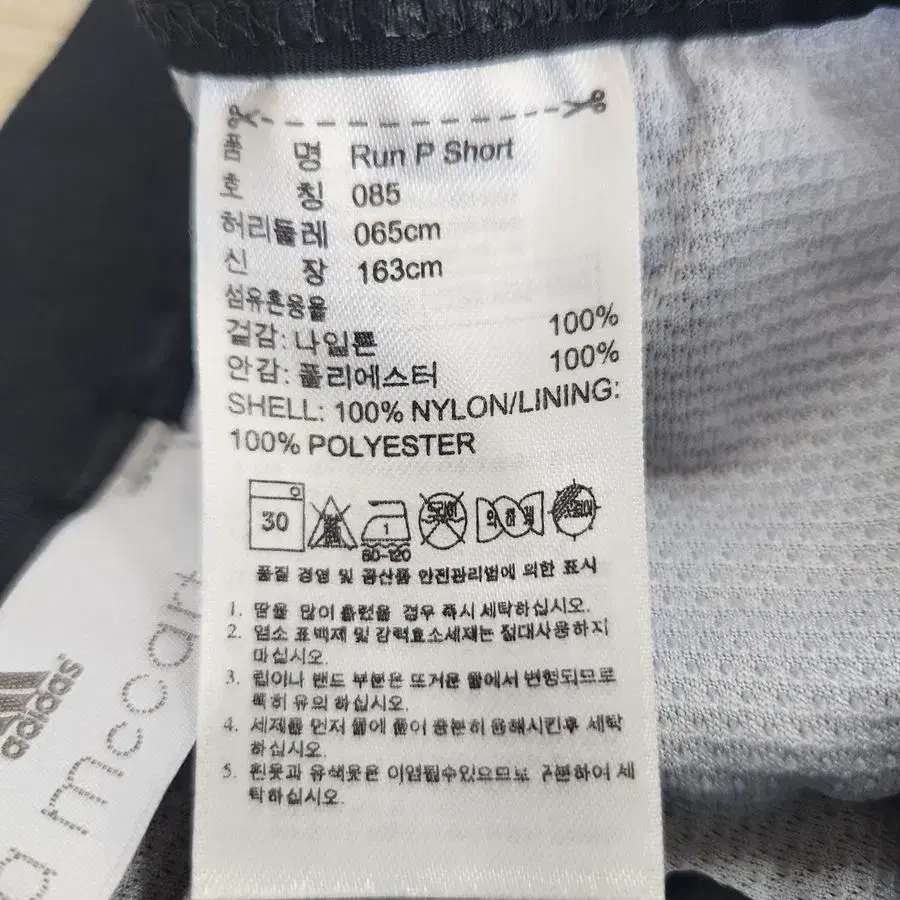 품 명 Run P Short
호 칭 085
허리둘레 065cm
신 장 163cm
섬유혼용율
겉감: 나일론 100%
안감: 폴리에스터 100%
SHELL: 100% NYLON/LINING:
100% POLYESTER
30
1
80-120
드라이
약하게
품질 경영 및 공산품 안전관리법에 의한 표시
1. 땀을 많이 흘렸을 경우 즉시 세탁하십시오.
2. 염소 표백제 및 강력효소세제는 절대사용하지
마십시오.
3. 립이나 밴드 부분은 뜨거운 물에서 변형되므로
특히 유의 하십시오.
4. 세제를 먼저 물에 풀어 충분히 용해시킨후 세탁
하십시오.
5. 흰옷과 유색옷은 이염될수있으므로 구분하여 세
탁하십시오.
adidas
a mccart